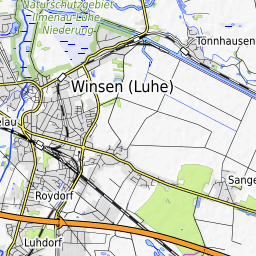 Naturschutzgebiet
Ilmenau-Luhe
Niederung
Tönnhausen
Winsen (Luhe)
Roydorf
Luhdorf